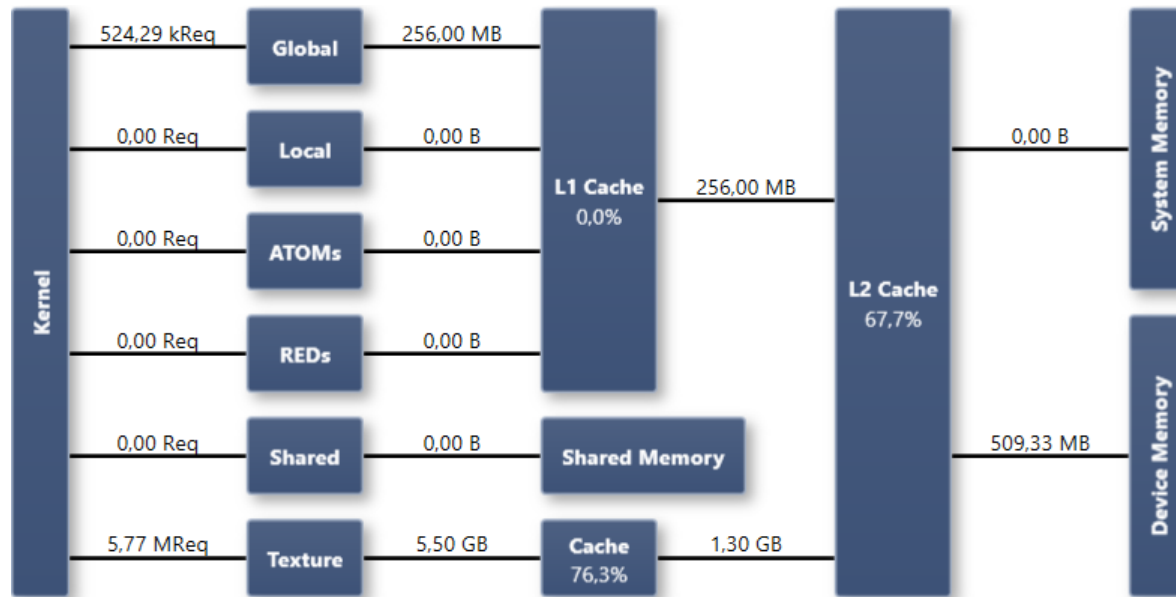 Kernel
524,29 kReq
Global
256,00 MB
0,00 Req
Local
0,00 B
0,00 Req
ATOMs
0,00 B
0,00 Req
REDs
0,00 B
0,00 Req
Shared
0,00 B
5,77 MReq
Texture
5,50 GB
L1 Cache
0,0%
256,00 MB
Shared Memory
Cache
76,3%
1,30 GB
L2 Cache
67,7%
0,00 B
System Memory
509,33 MB
Device Memory